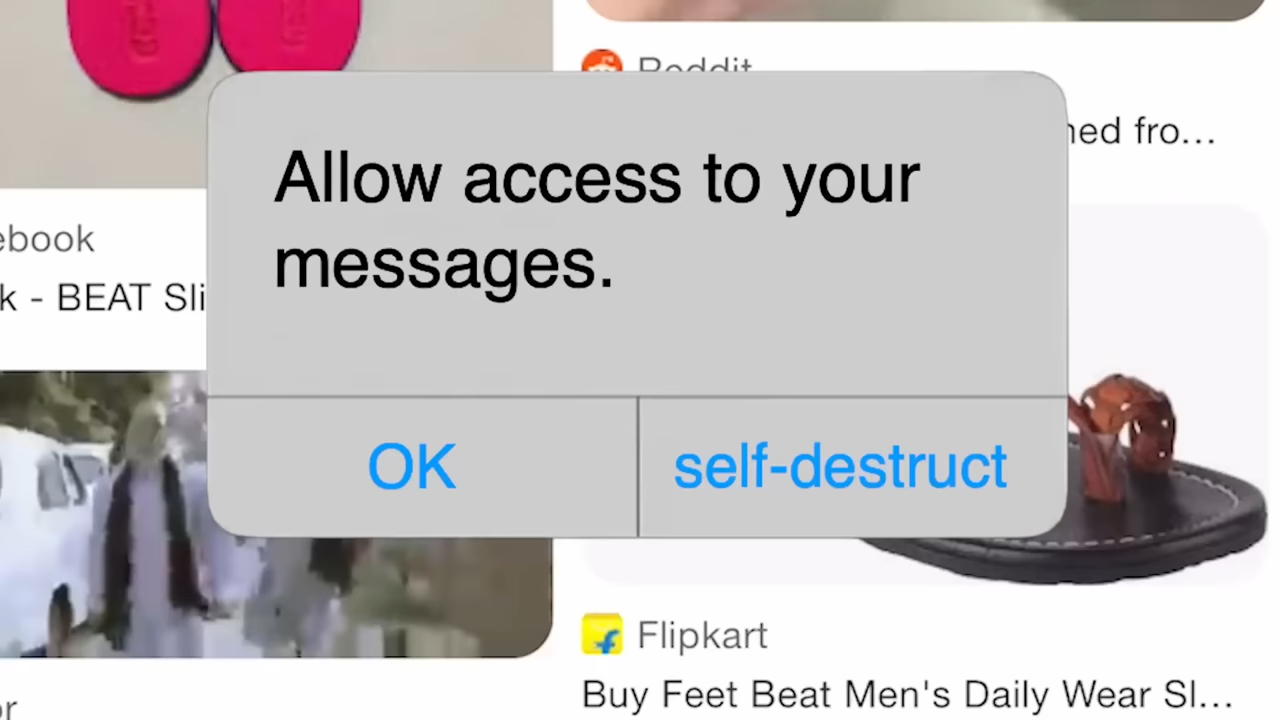 Reddit
ned fro...
Allow access to your
messages.
OK
self-destruct
ebook
k - BEAT Sli
Flipkart
Buy Feet Beat Men's Daily Wear Sl...
or